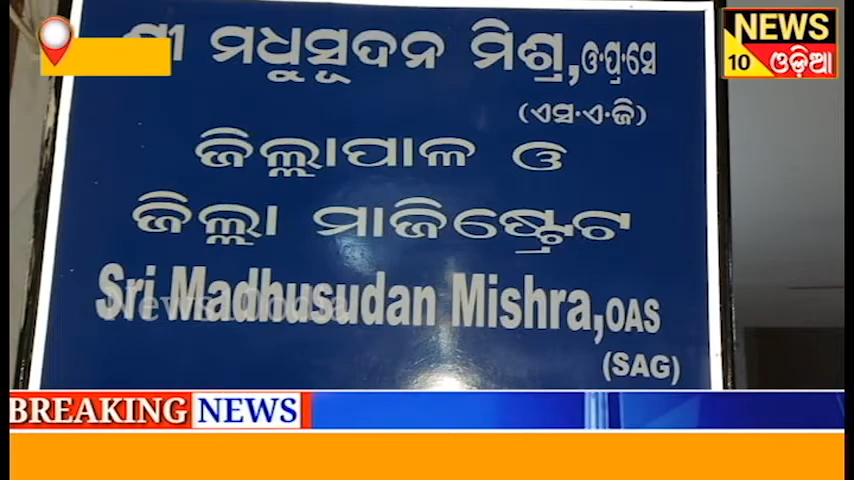 ମଧୁସୂଦନ ମିଶ୍ର,ଓ.ପ୍ର.ସେ
(ଏସ.ଏ.ଜି)
ଜିଲ୍ଲାପାଳ ଓ
ଜିଲ୍ଲା ମାଜିଷ୍ଟ୍ରେଟ
Sri Madhusudan Mishra,OAS
(SAG)
NEWS
10 ଓଡ଼ିଆ
BREAKING NEWS